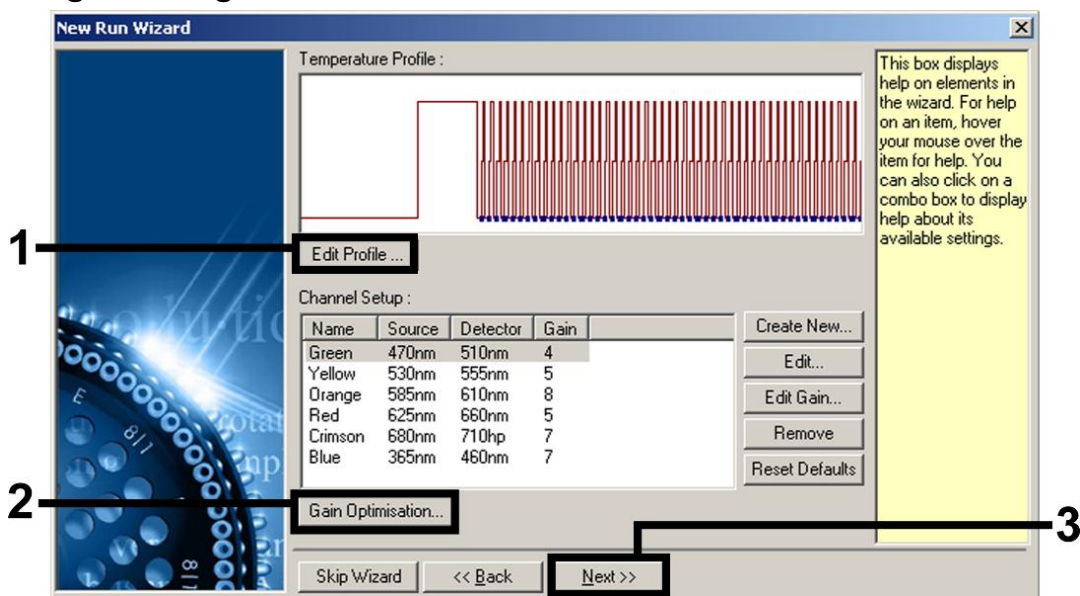 New Run Wizard
Temperature Profile :
This box displays
help on elements in
the wizard. For help
on an item, hover
your mouse over the
item for help. You
can also click on a
combo box to display
help about its
available settings.
1
Edit Profile ...
Channel Setup :
Name Source Detector Gain
Green 470nm 510nm 4
Yellow 530nm 555nm 5
Orange 585nm 610nm 8
Red 625nm 660nm 5
Crimson 680nm 710hp 7
Blue 365nm 460nm 7
Create New...
Edit...
Edit Gain...
Remove
Reset Defaults
2
Gain Optimisation...
3
Skip Wizard
<< Back
Next >>